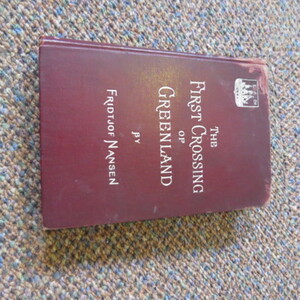 THE
FIRST CROSSING
OF
GREENLAND
BY
FRIDTJOF NANSEN